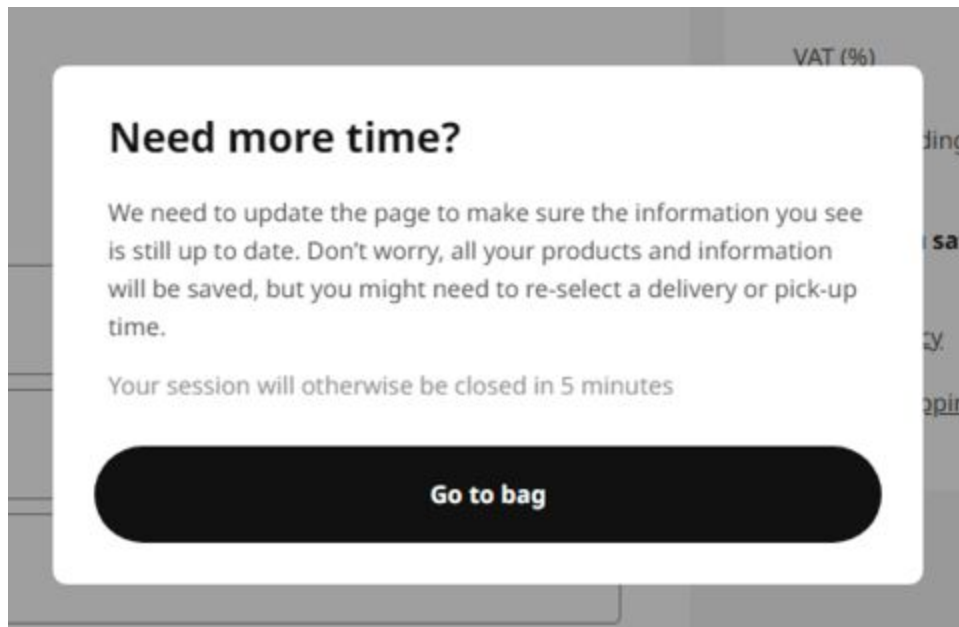 VAT (%)
Need more time?
We need to update the page to make sure the information you see
is still up to date. Don’t worry, all your products and information
will be saved, but you might need to re-select a delivery or pick-up
time.
Your session will otherwise be closed in 5 minutes
Go to bag